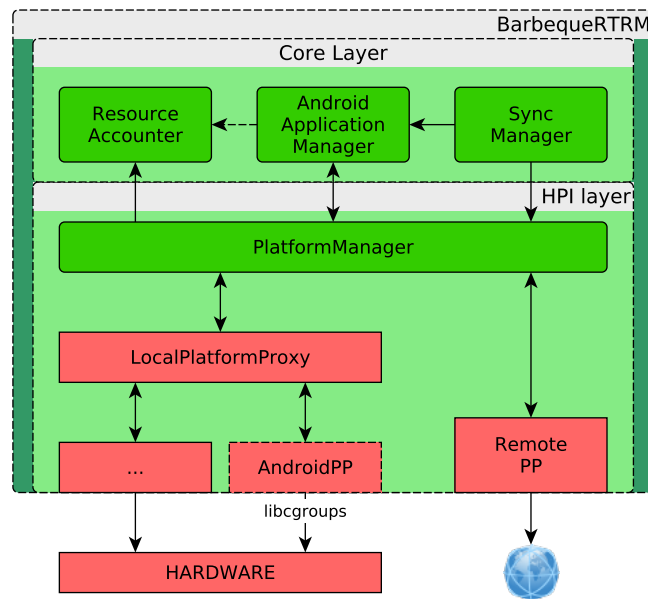 BarbequeRTRM
Core Layer
Resource
Accounter
Android
Application
Manager
Sync
Manager
HPI layer
PlatformManager
LocalPlatformProxy
...
AndroidPP
Remote
PP
libcgroups
HARDWARE